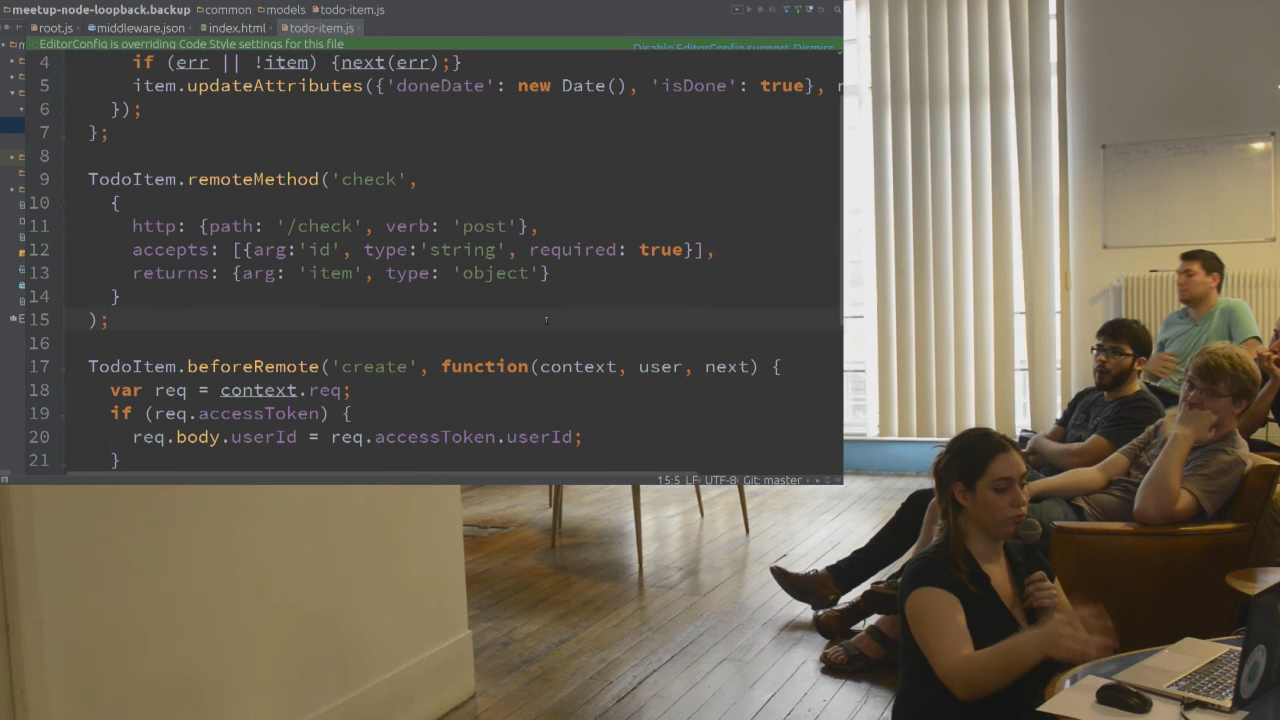 meetup-node-loopback.backup common models todo-item.js
root.js middleware.json index.html todo-item.js
EditorConfig is overriding Code Style settings for this file Disable EditorConfig support Dismiss
4 if (err || !item) {next(err);}
5 item.updateAttributes({'doneDate': new Date(), 'isDone': true},
6 });
7 };
8
9 TodoItem.remoteMethod('check',
10 {
11 http: {path: '/check', verb: 'post'},
12 accepts: [{arg:'id', type:'string', required: true}],
13 returns: {arg: 'item', type: 'object'}
14 }
15 );
16
17 TodoItem.beforeRemote('create', function(context, user, next) {
18 var req = context.req;
19 if (req.accessToken) {
20 req.body.userId = req.accessToken.userId;
21 }
15:5 LF UTF-8 Git: master